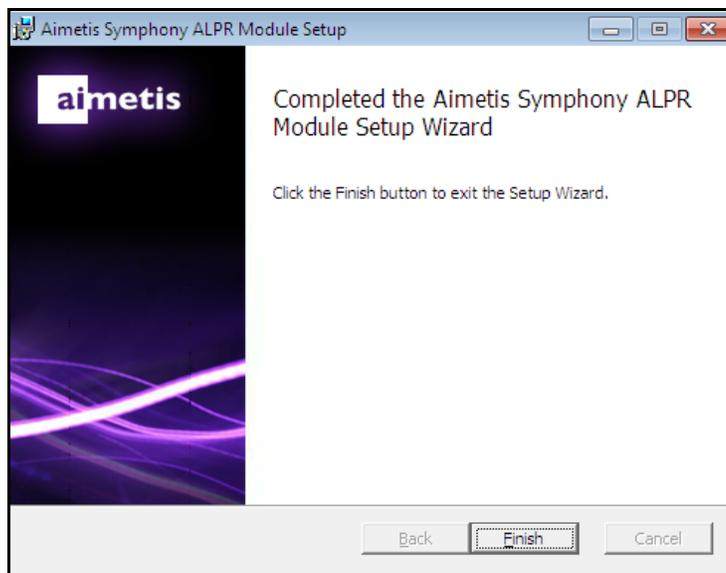 Aimetis Symphony ALPR Module Setup
aimetis
Completed the Aimetis Symphony ALPR
Module Setup Wizard
Click the Finish button to exit the Setup Wizard.
Back
Finish
Cancel